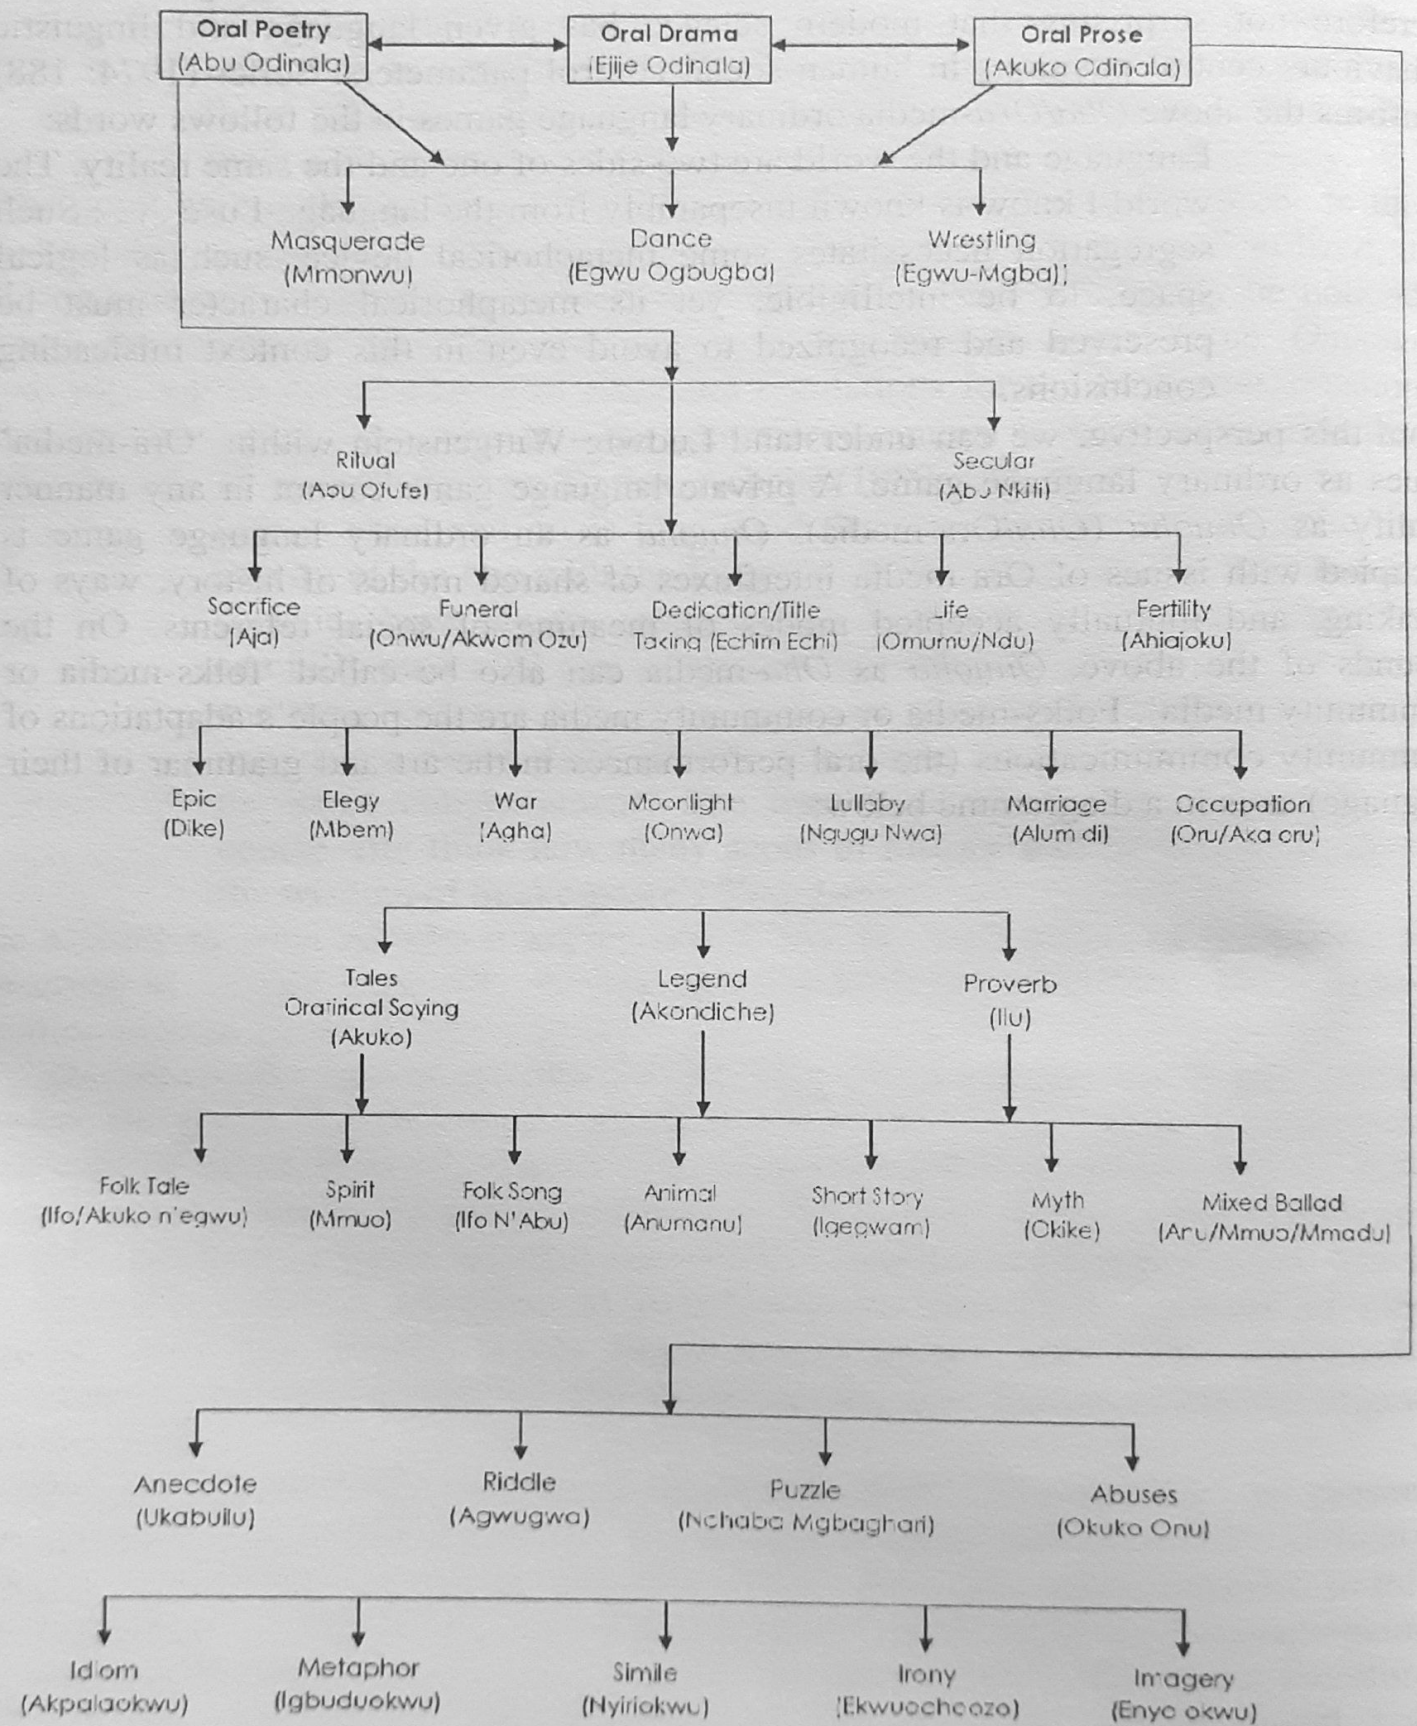 Oral Poetry
(Abu Odinala)
Oral Drama
(Ejije Odinala)
Oral Prose
(Akuko Odinala)
Masquerade
(Mmonwu)
Dance
(Egwu Ogbugba)
Wrestling
(Egwu-Mgba))
Ritual
(Abu Ofufe)
Secular
(Abu Nkiti)
Sacrifice
(Aja)
Funeral
(Onwu/Akwam Ozu)
Dedication/Title
Taking (Echim Echi)
Life
(Omumu/Ndu)
Fertility
(Ahiajoku)
Epic
(Dike)
Elegy
(Mbem)
War
(Agha)
Moonlight
(Onwa)
Lullaby
(Ngugu Nwa)
Marriage
(Alum di)
Occupation
(Oru/Aka oru)
Tales
Oratirical Saying
(Akuko)
Legend
(Akondiche)
Proverb
(Ilu)
Folk Tale
(Ifo/Akuko n'egwu)
Spirit
(Mmuo)
Folk Song
(Ifo N'Abu)
Animal
(Anumanu)
Short Story
Myth
(Okike)
Mixed Ballad
(Aru/Mmuo/Mmadu)
Anecdote
(Ukabuilu)
Riddle
(Agwugwa)
Puzzle
(Nchaba Mgbaghari)
Abuses
(Okuko Onu)
Idiom
(Akpalaokwu)
Metaphor
(Igbuduokwu)
Simile
(Nyiriokwu)
Irony
Imagery
(Enyo okwu)